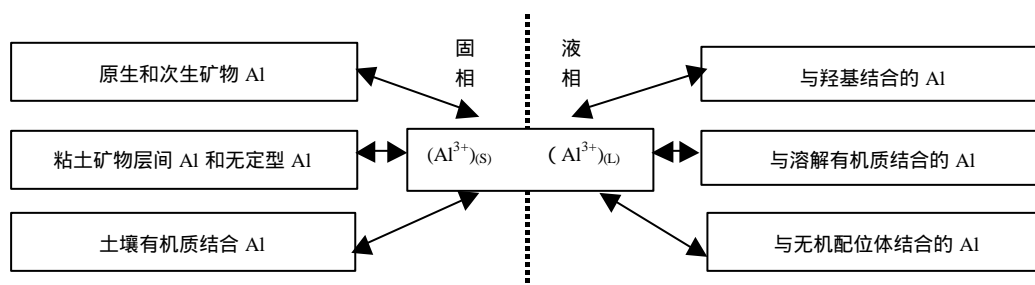 固相
液相
原生和次生矿物 Al
与羟基结合的 Al
粘土矿物层间 Al 和无定型 Al
(Al³⁺)(S)
(Al³⁺)(L)
与溶解有机质结合的 Al
土壤有机质结合 Al
与无机配位体结合的 Al